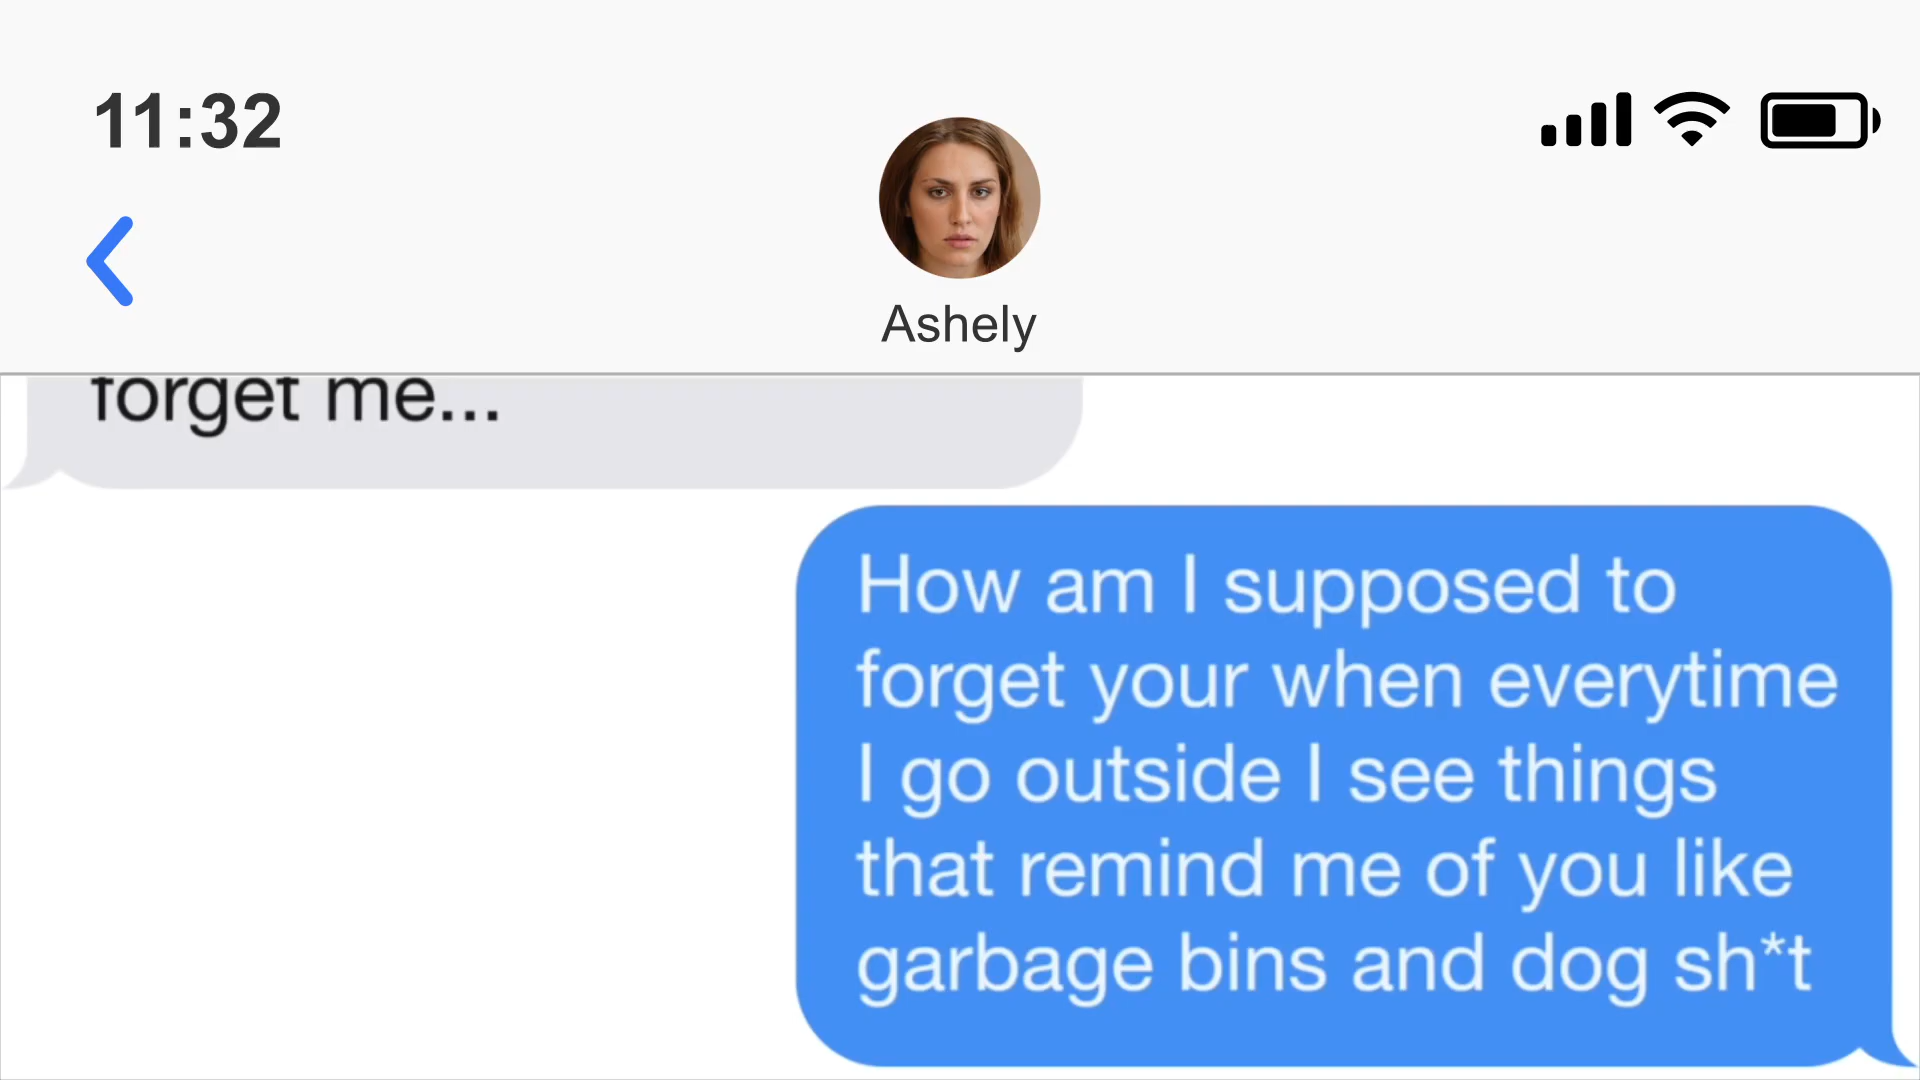 11:32
Ashely
forget me...
How am I supposed to
forget your when everytime
I go outside I see things
that remind me of you like
garbage bins and dog sh*t